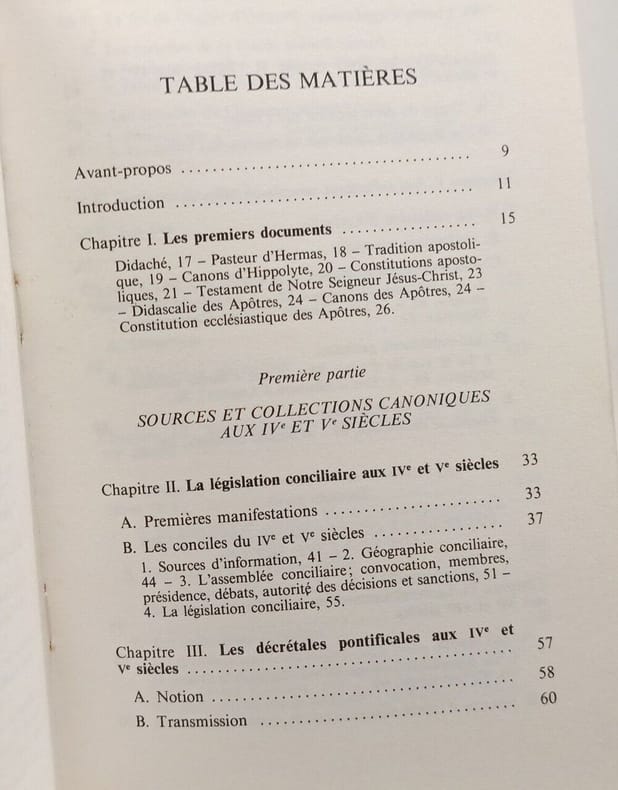 TABLE DES MATIÈRES
Avant-propos ..................................... 9
Introduction ..................................... 11
Chapitre I. Les premiers documents ................. 15
Didaché, 17 – Pasteur d'Hermas, 18 – Tradition apostoli-
que, 19 – Canons d'Hippolyte, 20 – Constitutions aposto-
liques, 21 – Testament de Notre Seigneur Jésus-Christ, 23
– Didascalie des Apôtres, 24 – Canons des Apôtres, 24 –
Constitution ecclésiastique des Apôtres, 26.
Première partie
SOURCES ET COLLECTIONS CANONIQUES
AUX IVe ET Ve SIÈCLES
Chapitre II. La législation conciliaire aux IVe et Ve siècles 33
A. Premières manifestations ....................... 33
B. Les conciles du IVe et Ve siècles ................. 37
1. Sources d'information, 41 – 2. Géographie conciliaire,
44 – 3. L'assemblée conciliaire; convocation, membres,
présidence, débats, autorité des décisions et sanctions, 51 –
4. La législation conciliaire, 55.
Chapitre III. Les décrétales pontificales aux IVe et
Ve siècles ......................................... 57
A. Notion ....................................... 58
B. Transmission ................................. 60